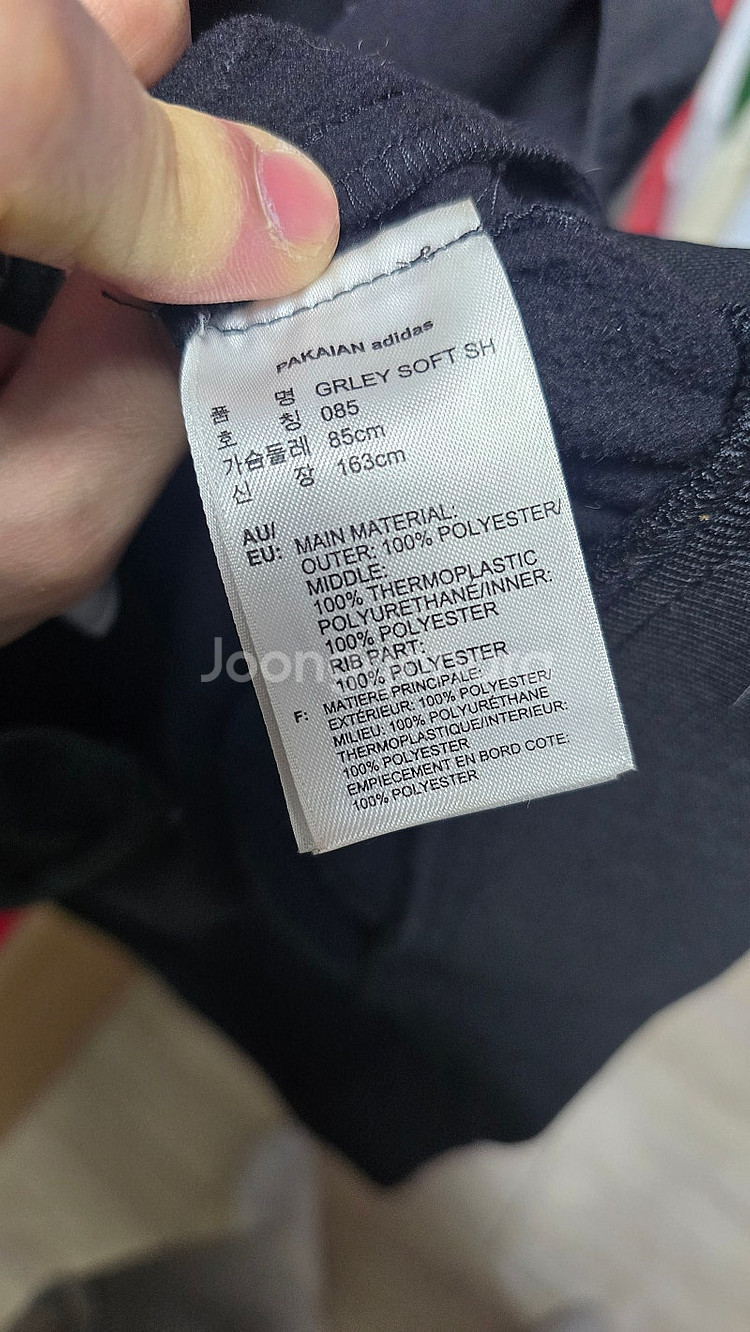 PAKAIAN adidas
품 명 GRLEY SOFT SH
호 칭 085
가슴둘레 85cm
신 장 163cm
AU/
EU: MAIN MATERIAL:
OUTER: 100% POLYESTER/
MIDDLE:
100% THERMOPLASTIC
POLYURETHANE/INNER:
100% POLYESTER
RIB PART:
100% POLYESTER
F: MATIERE PRINCIPALE:
EXTÉRIEUR: 100% POLYESTER/
MILIEU: 100% POLYURÉTHANE
THERMOPLASTIQUE/INTERIEUR:
100% POLYESTER
EMPIECEMENT EN BORD COTE:
100% POLYESTER